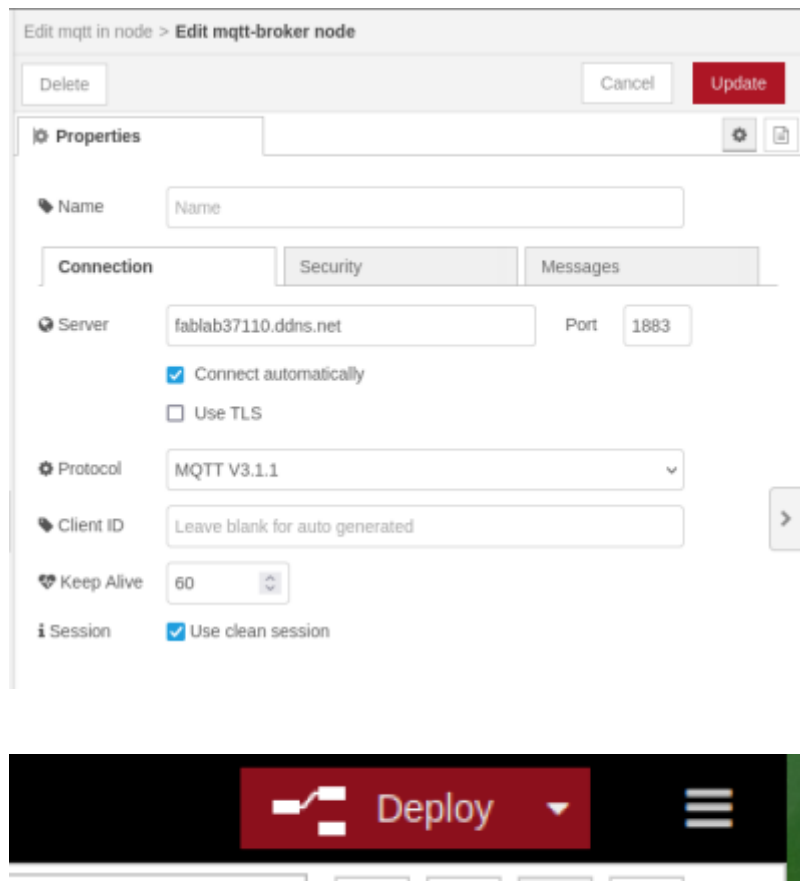 Edit mqtt in node > Edit mqtt-broker node
Delete Cancel Update
Properties
Name Name
Connection Security Messages
Server fablab37110.ddns.net Port 1883
Connect automatically
Use TLS
Protocol MQTT V3.1.1
Client ID Leave blank for auto generated
Keep Alive 60
Session Use clean session
Deploy